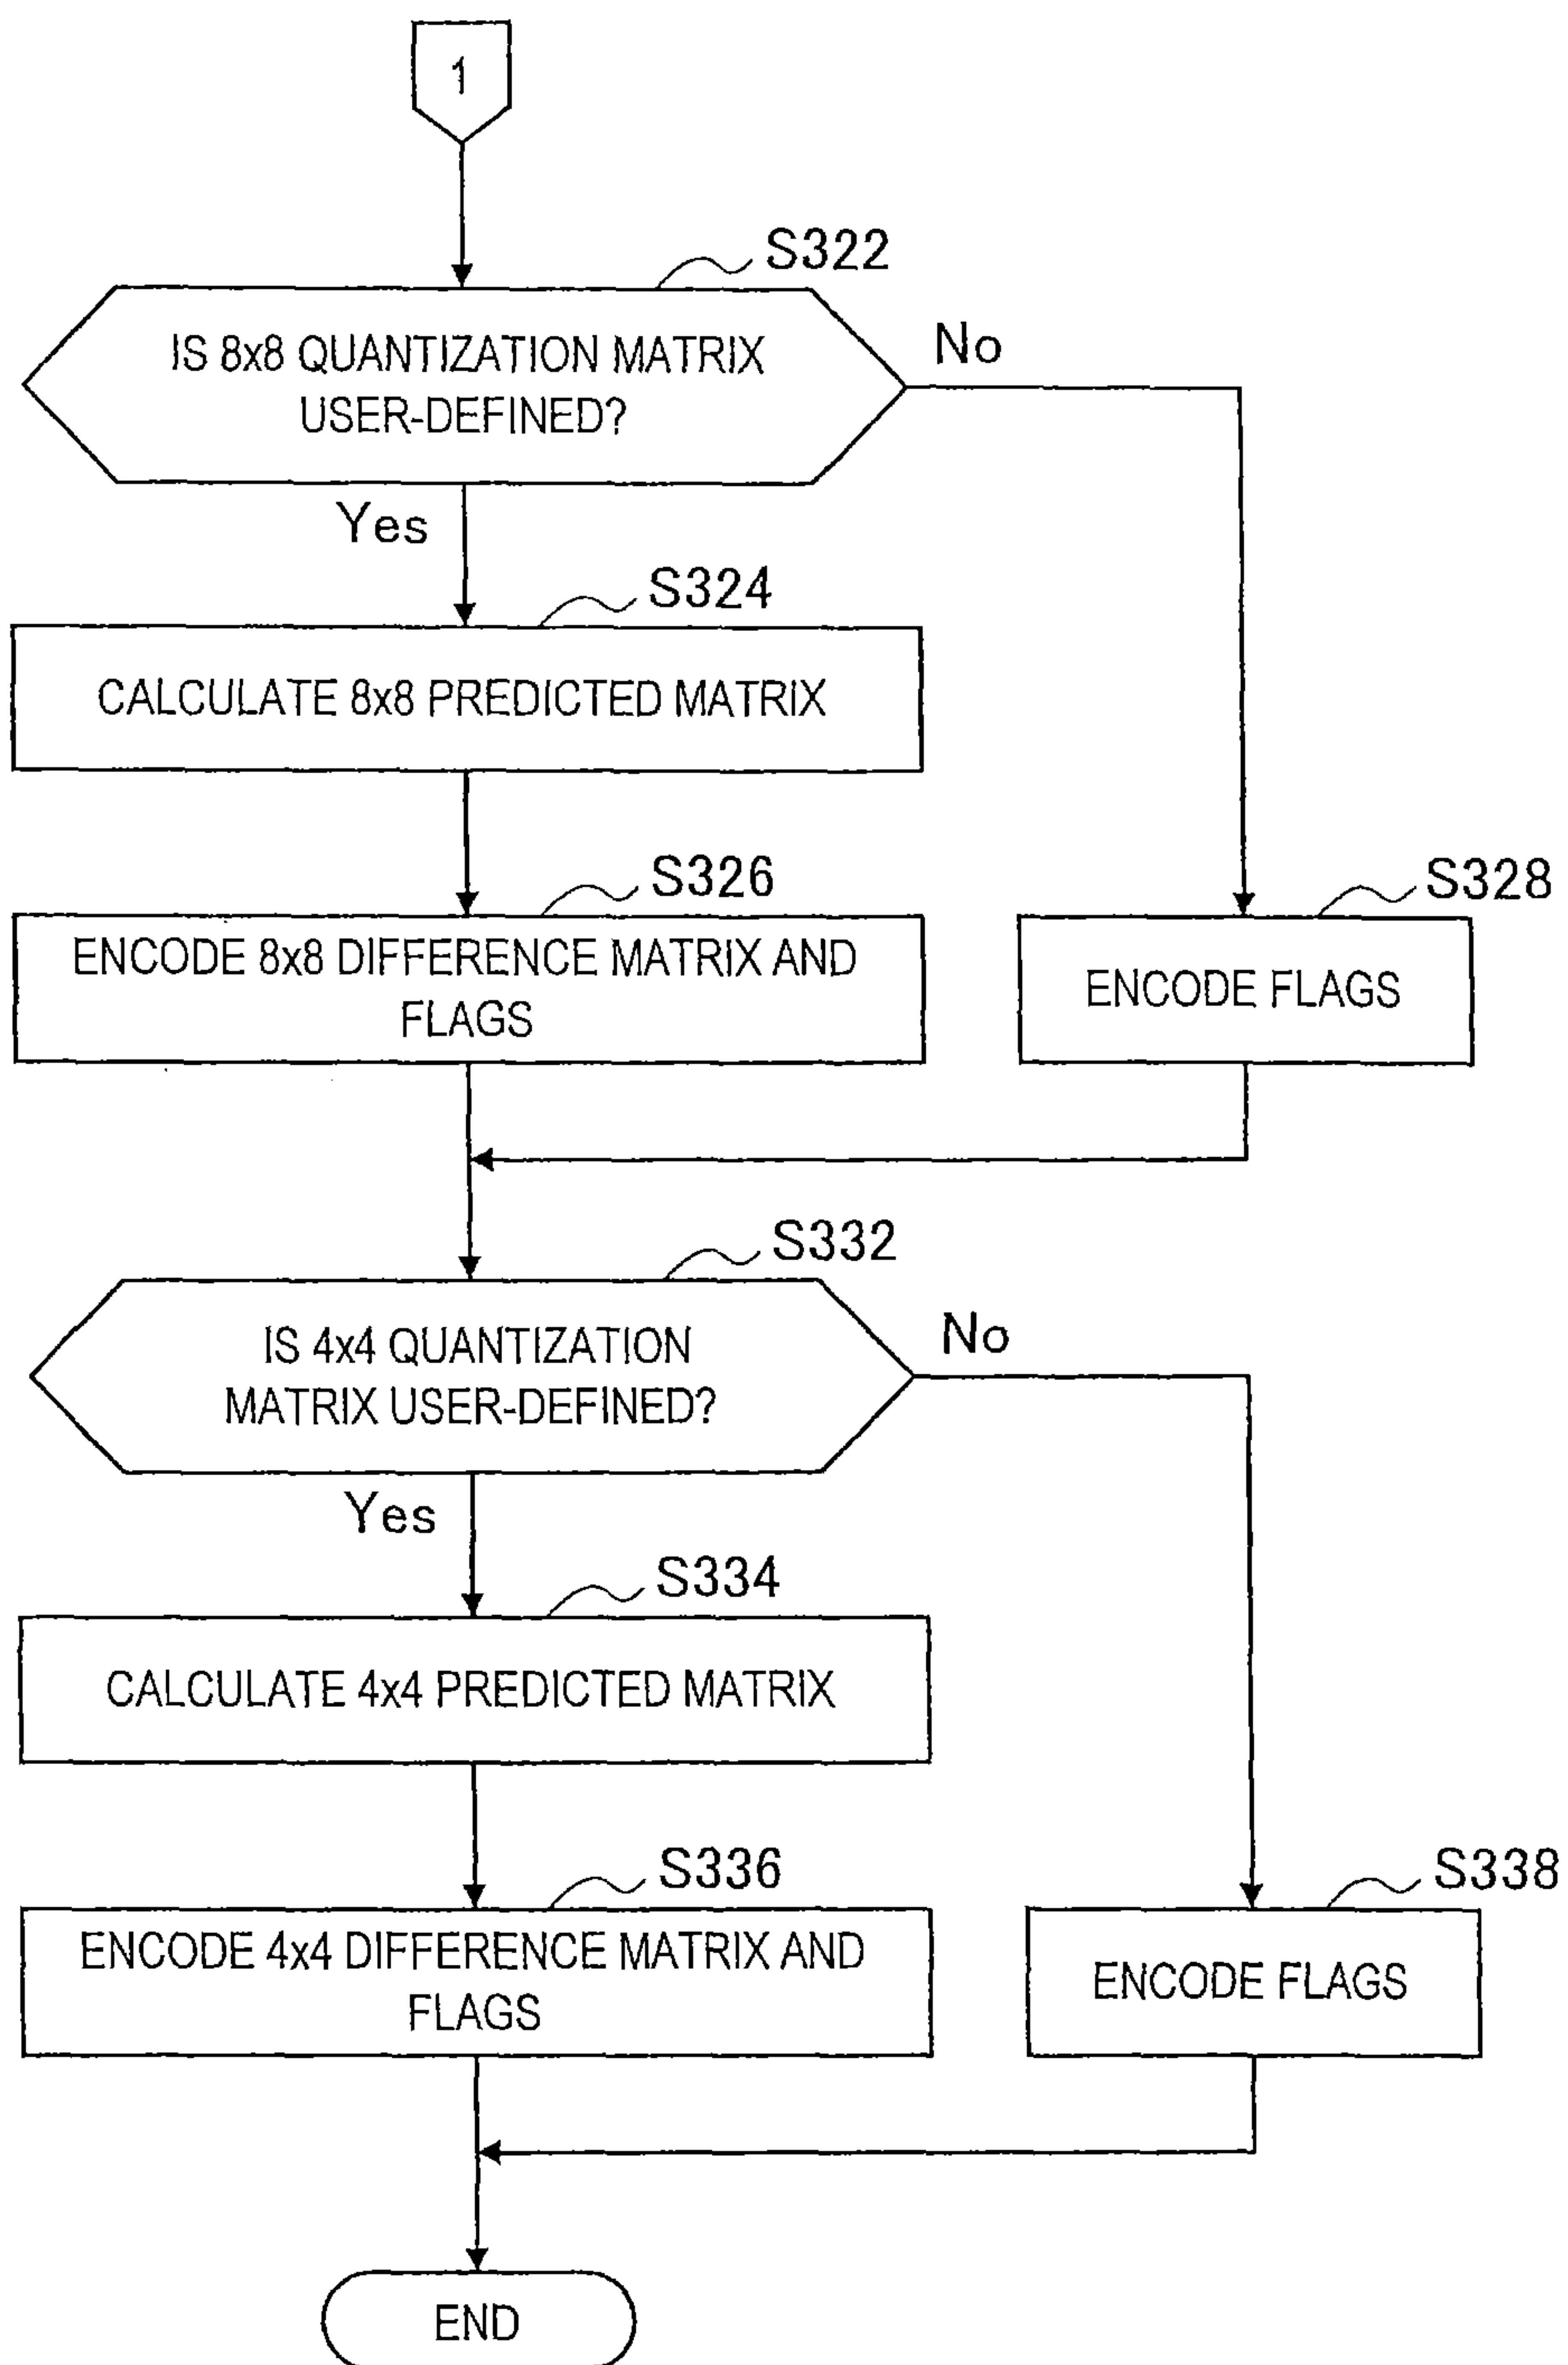 1
S322
IS 8x8 QUANTIZATION MATRIX
USER-DEFINED?
No
Yes
S324
CALCULATE 8x8 PREDICTED MATRIX
S326
ENCODE 8x8 DIFFERENCE MATRIX AND
FLAGS
S328
ENCODE FLAGS
S332
IS 4x4 QUANTIZATION
MATRIX USER-DEFINED?
No
Yes
S334
CALCULATE 4x4 PREDICTED MATRIX
S336
ENCODE 4x4 DIFFERENCE MATRIX AND
FLAGS
S338
ENCODE FLAGS
END